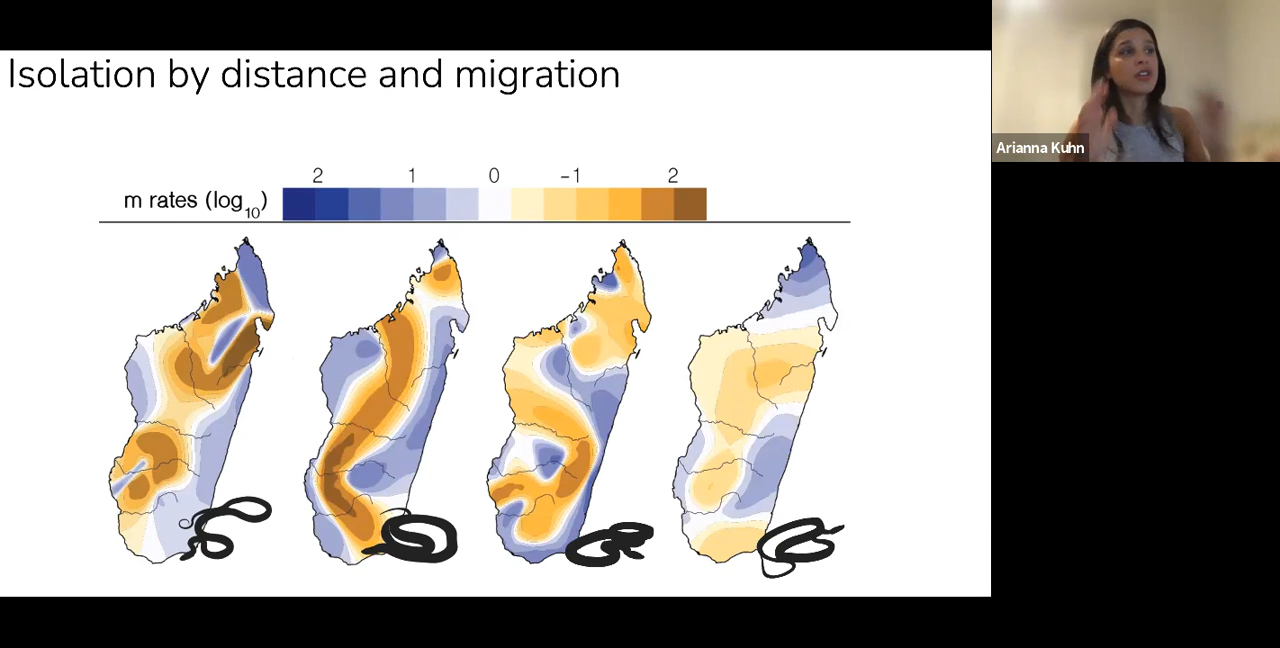 Isolation by distance and migration
Arianna Kuhn
2 1 0 -1 2
m rates (log10)